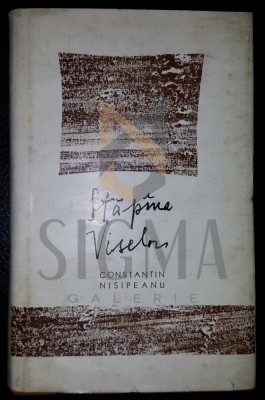 Stăpîna
Viselor
SIGMA
CONSTANTIN
NISIPEANU
GALERIE